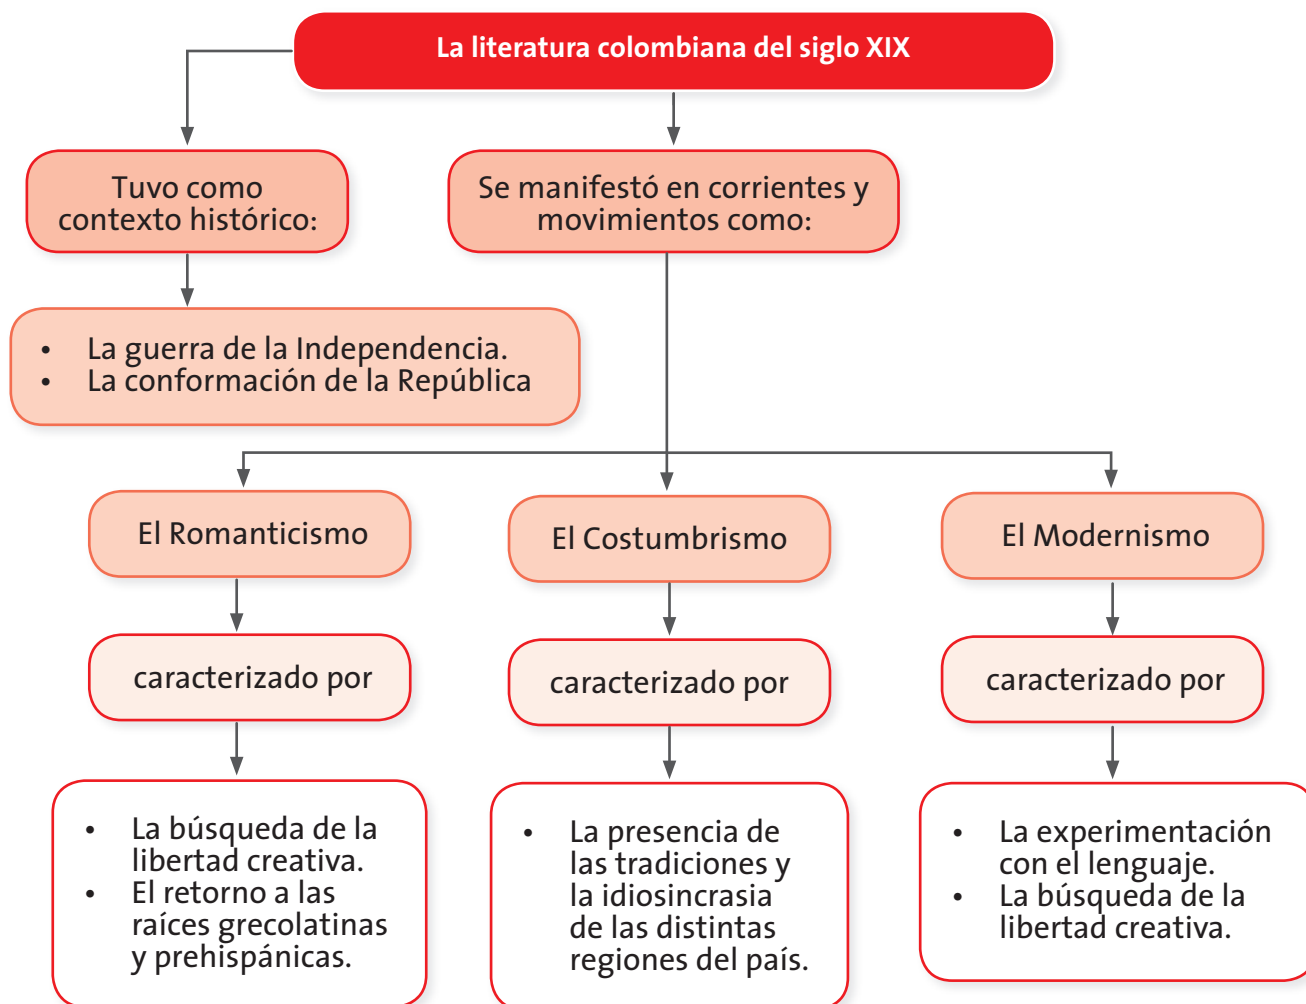 La literatura colombiana del siglo XIX
Tuvo como
contexto histórico:
Se manifestó en corrientes y
movimientos como:
• La guerra de la Independencia.
• La conformación de la República
El Romanticismo
El Costumbrismo
El Modernismo
caracterizado por
caracterizado por
caracterizado por
• La búsqueda de la
libertad creativa.
• El retorno a las
raíces grecolatinas
y prehispánicas.
• La presencia de
las tradiciones y
la idiosincrasia
de las distintas
regiones del país.
• La experimentación
con el lenguaje.
• La búsqueda de la
libertad creativa.